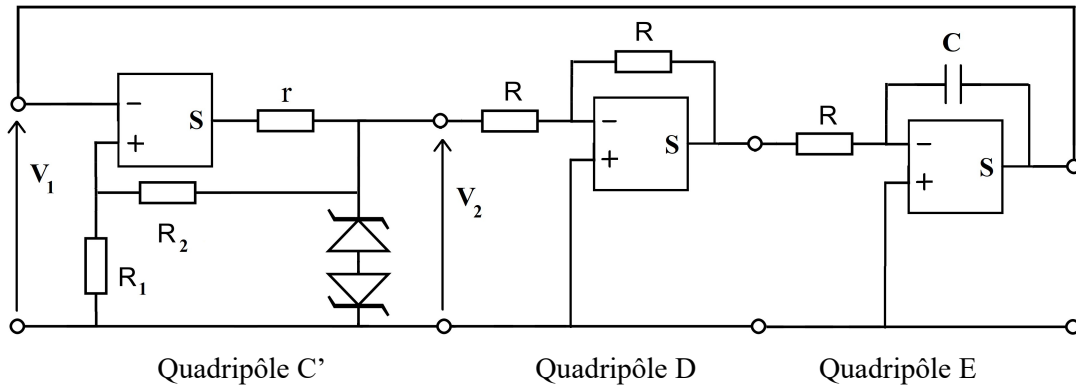 R
C
r
R
R
−
S
+
−
S
+
−
S
+
V1
R2
V2
R1
Quadripôle C’
Quadripôle D
Quadripôle E